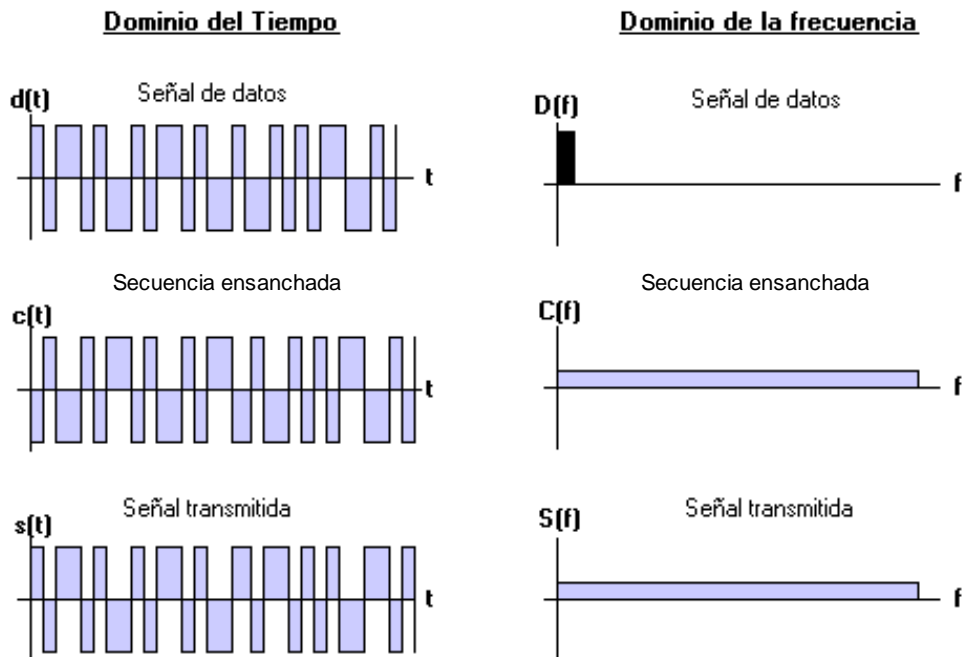 Dominio del Tiempo
Dominio de la frecuencia
d(t)
Señal de datos
t
D(f)
Señal de datos
f
Secuencia ensanchada
c(t)
t
Secuencia ensanchada
C(f)
f
Señal transmitida
s(t)
t
Señal transmitida
S(f)
f